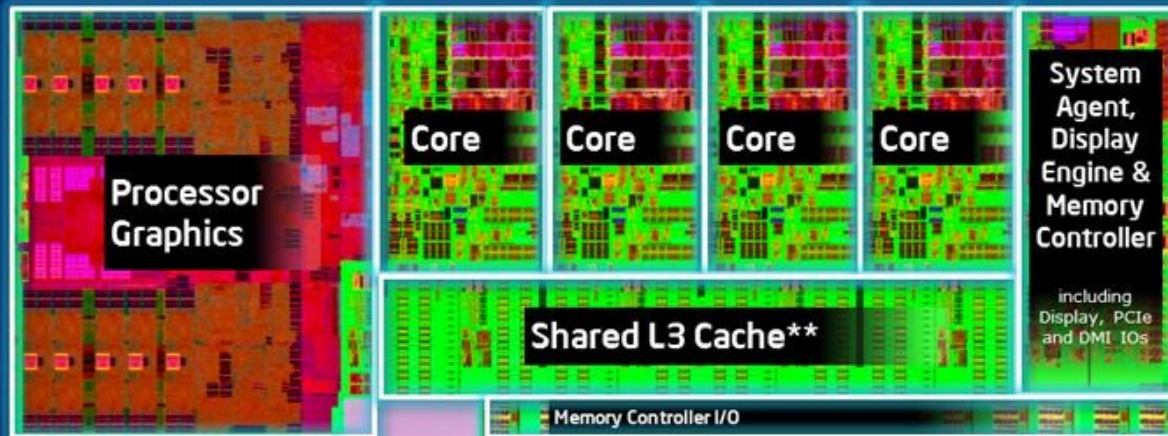 Processor
Graphics
Core
Core
Core
Core
System
Agent,
Display
Engine &
Memory
Controller
including
Display, PCIe
and DMI IOs
Shared L3 Cache**
Memory Controller I/O